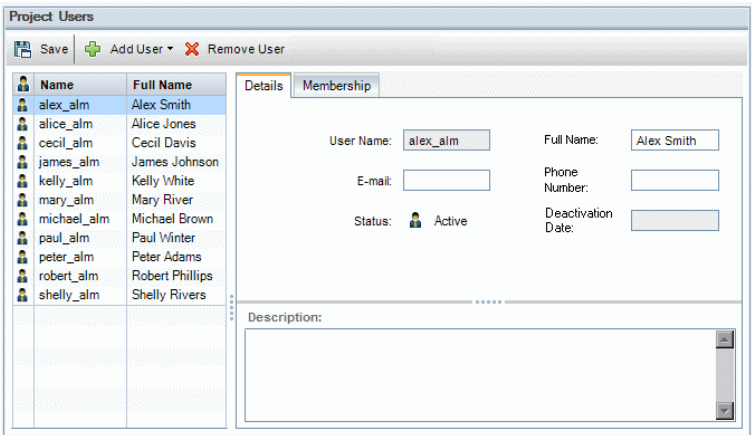 Project Users
Save Add User Remove User
Name Full Name
alex_alm Alex Smith
alice_alm Alice Jones
cecil_alm Cecil Davis
james_alm James Johnson
kelly_alm Kelly White
mary_alm Mary River
michael_alm Michael Brown
paul_alm Paul Winter
peter_alm Peter Adams
robert_alm Robert Phillips
shelly_alm Shelly Rivers
Details Membership
User Name: alex_alm Full Name: Alex Smith
E-mail: Phone
Number:
Status: Active Deactivation
Date:
Description: